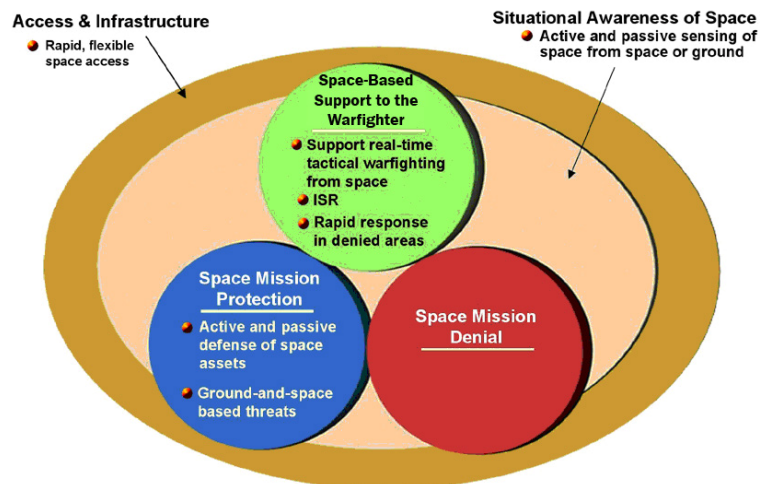 Access & Infrastructure
Rapid, flexible
space access
Situational Awareness of Space
Active and passive sensing of
space from space or ground
Space-Based
Support to the
Warfighter
Support real-time
tactical warfighting
from space
ISR
Rapid response
in denied areas
Space Mission
Protection
Active and passive
defense of space
assets
Ground-and-space
based threats
Space Mission
Denial